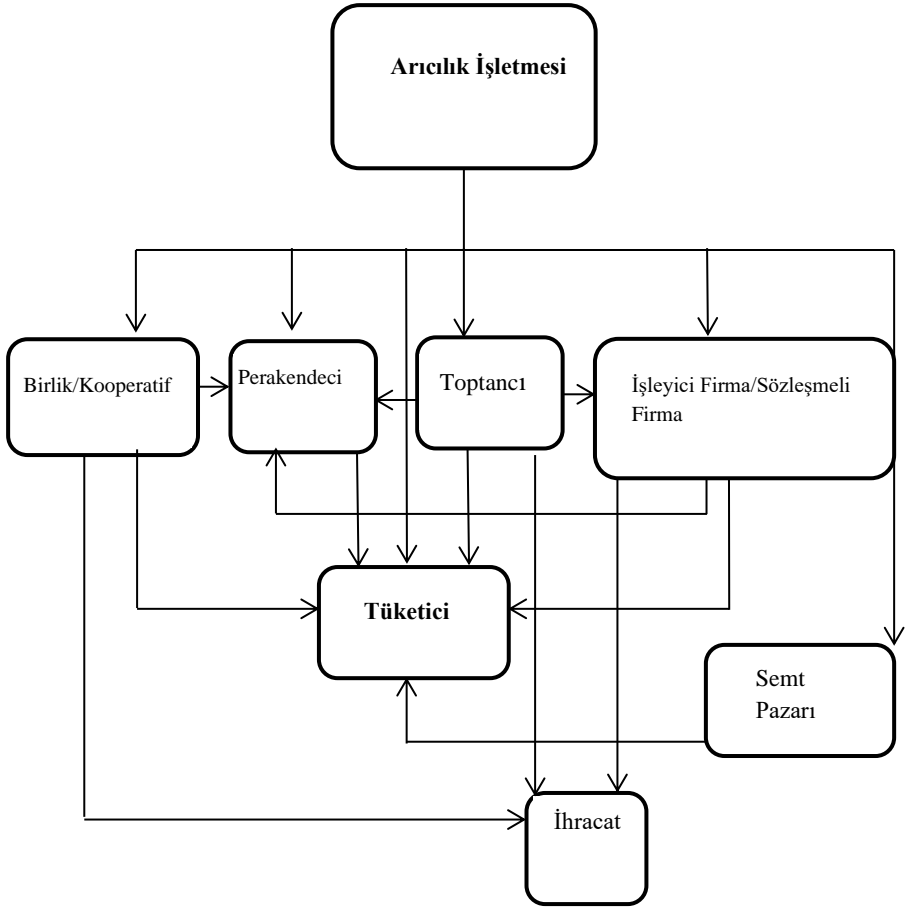 Arıcılık İşletmesi
Birlik/Kooperatif
Perakendeci
Toptancı
İşleyici Firma/Sözleşmeli
Firma
Tüketici
Semt
Pazarı
İhracat